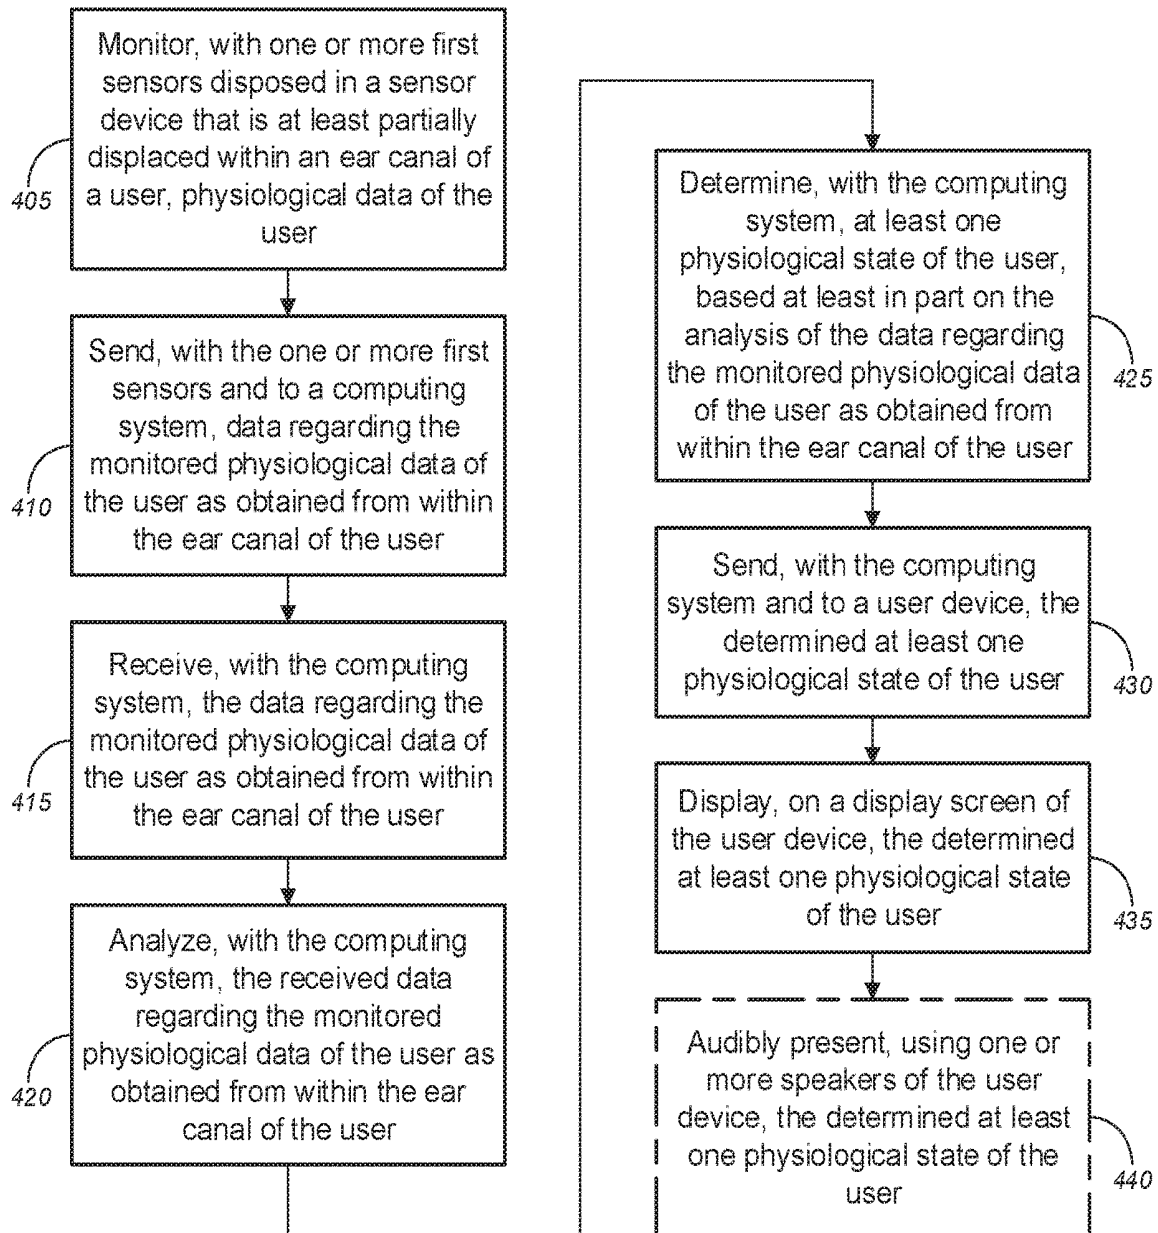 Monitor, with one or more first
sensors disposed in a sensor
device that is at least partially
displaced within an ear canal of
a user, physiological data of the
user
405
Send, with the one or more first
sensors and to a computing
system, data regarding the
monitored physiological data of
the user as obtained from within
the ear canal of the user
410
Receive, with the computing
system, the data regarding the
monitored physiological data of
the user as obtained from within
the ear canal of the user
415
Analyze, with the computing
system, the received data
regarding the monitored
physiological data of the user as
obtained from within the ear
canal of the user
420
Determine, with the computing
system, at least one
physiological state of the user,
based at least in part on the
analysis of the data regarding
the monitored physiological data
of the user as obtained from
within the ear canal of the user
425
Send, with the computing
system and to a user device, the
determined at least one
physiological state of the user
430
Display, on a display screen of
the user device, the determined
at least one physiological state
of the user
435
Audibly present, using one or
more speakers of the user
device, the determined at least
one physiological state of the
user
440